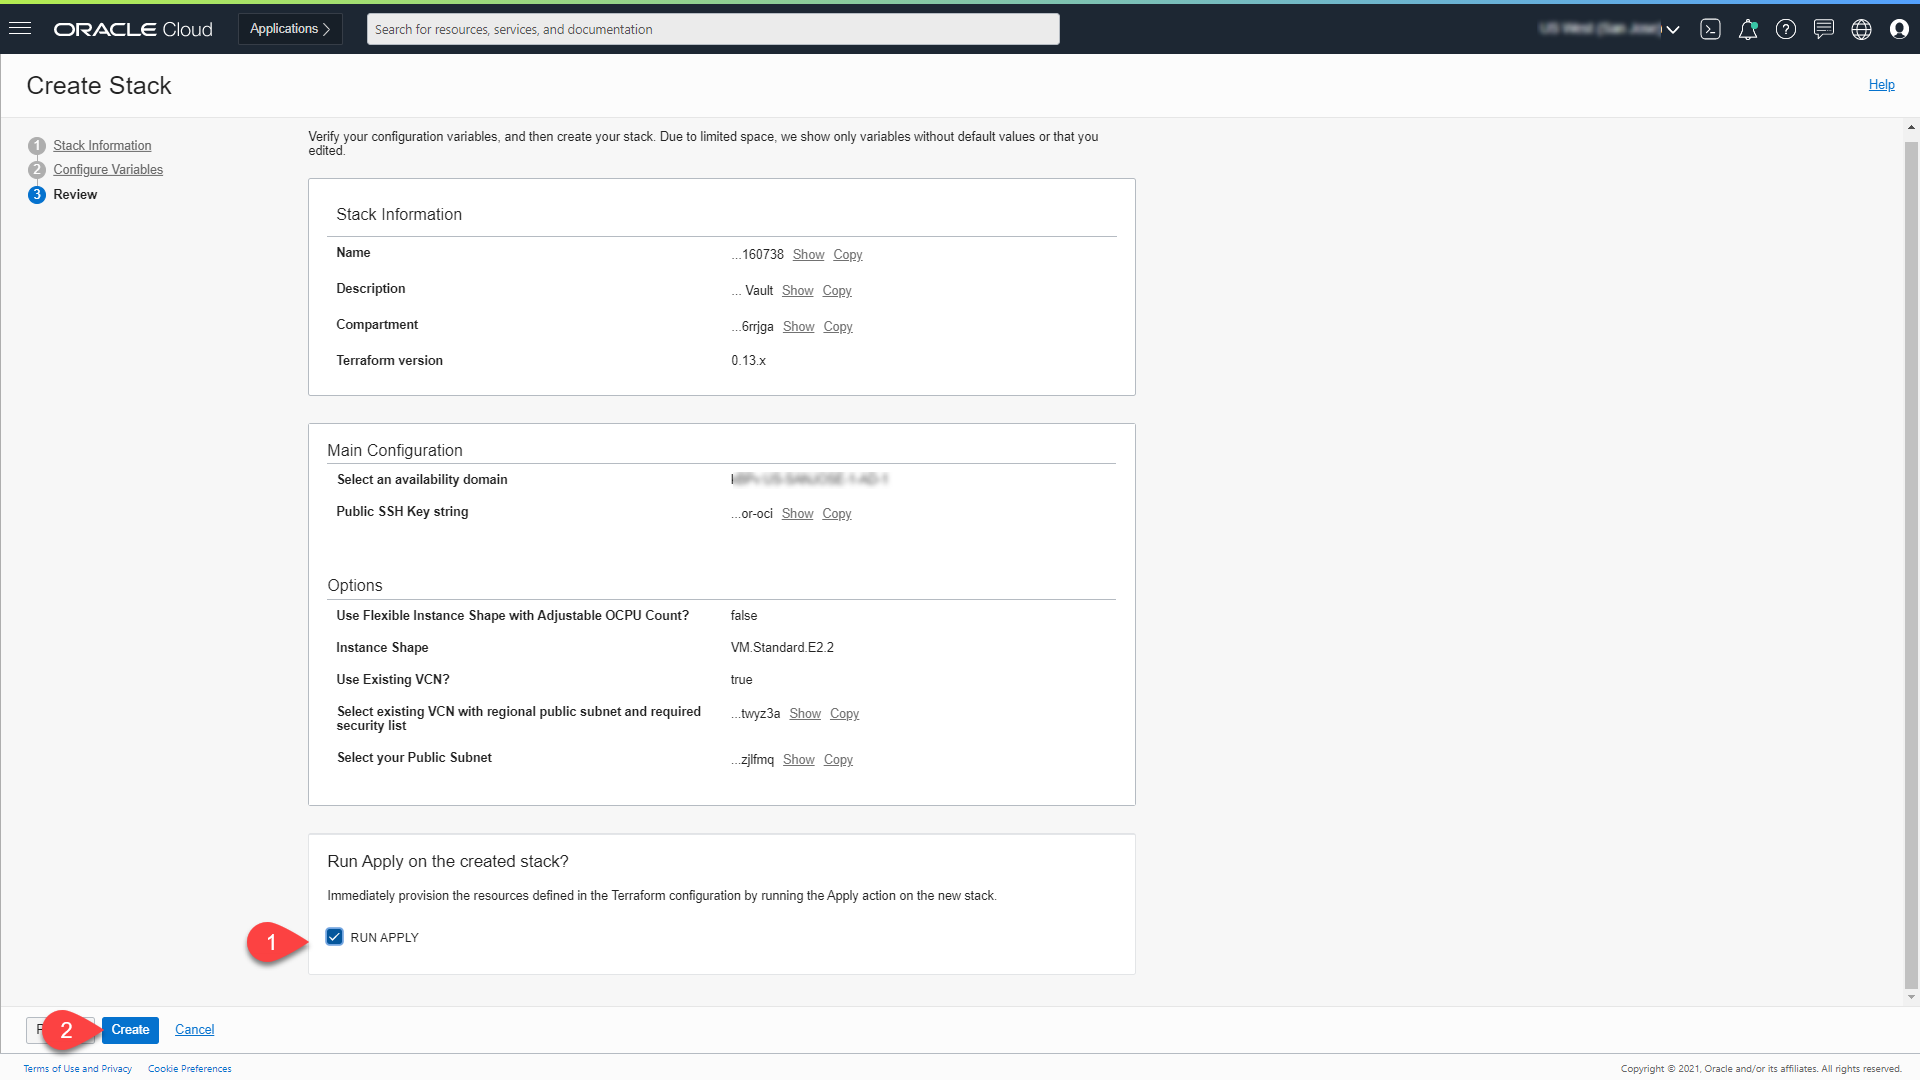 ORACLE Cloud
Applications
Search for resources, services, and documentation
Create Stack
Help
1 Stack Information
2 Configure Variables
3 Review
Verify your configuration variables, and then create your stack. Due to limited space, we show only variables without default values or that you
edited.
Stack Information
Name ...160738 Show Copy
Description ... Vault Show Copy
Compartment ...6rrjga Show Copy
Terraform version 0.13.x
Main Configuration
Select an availability domain
Public SSH Key string ...or-oci Show Copy
Options
Use Flexible Instance Shape with Adjustable OCPU Count? false
Instance Shape VM.Standard.E2.2
Use Existing VCN? true
Select existing VCN with regional public subnet and required
security list ...twyz3a Show Copy
Select your Public Subnet ...zjlfmq Show Copy
Run Apply on the created stack?
Immediately provision the resources defined in the Terraform configuration by running the Apply action on the new stack.
1
RUN APPLY
2
Create
Cancel
Terms of Use and Privacy
Cookie Preferences
Copyright © 2021, Oracle and/or its affiliates. All rights reserved.